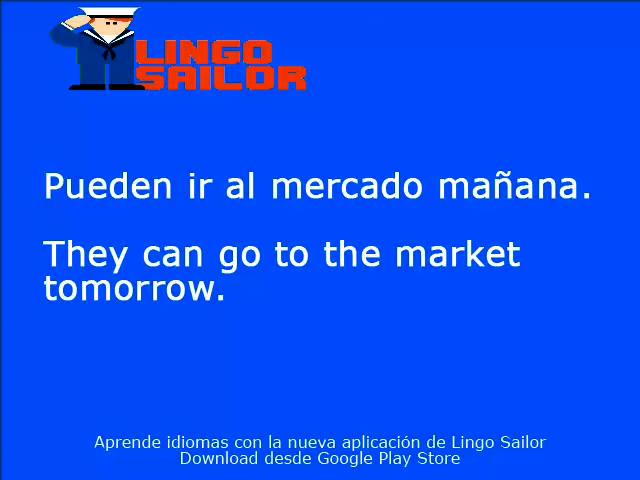 LINGO
SAILOR
Pueden ir al mercado mañana.
They can go to the market
tomorrow.
Aprende idiomas con la nueva aplicación de Lingo Sailor
Download desde Google Play Store